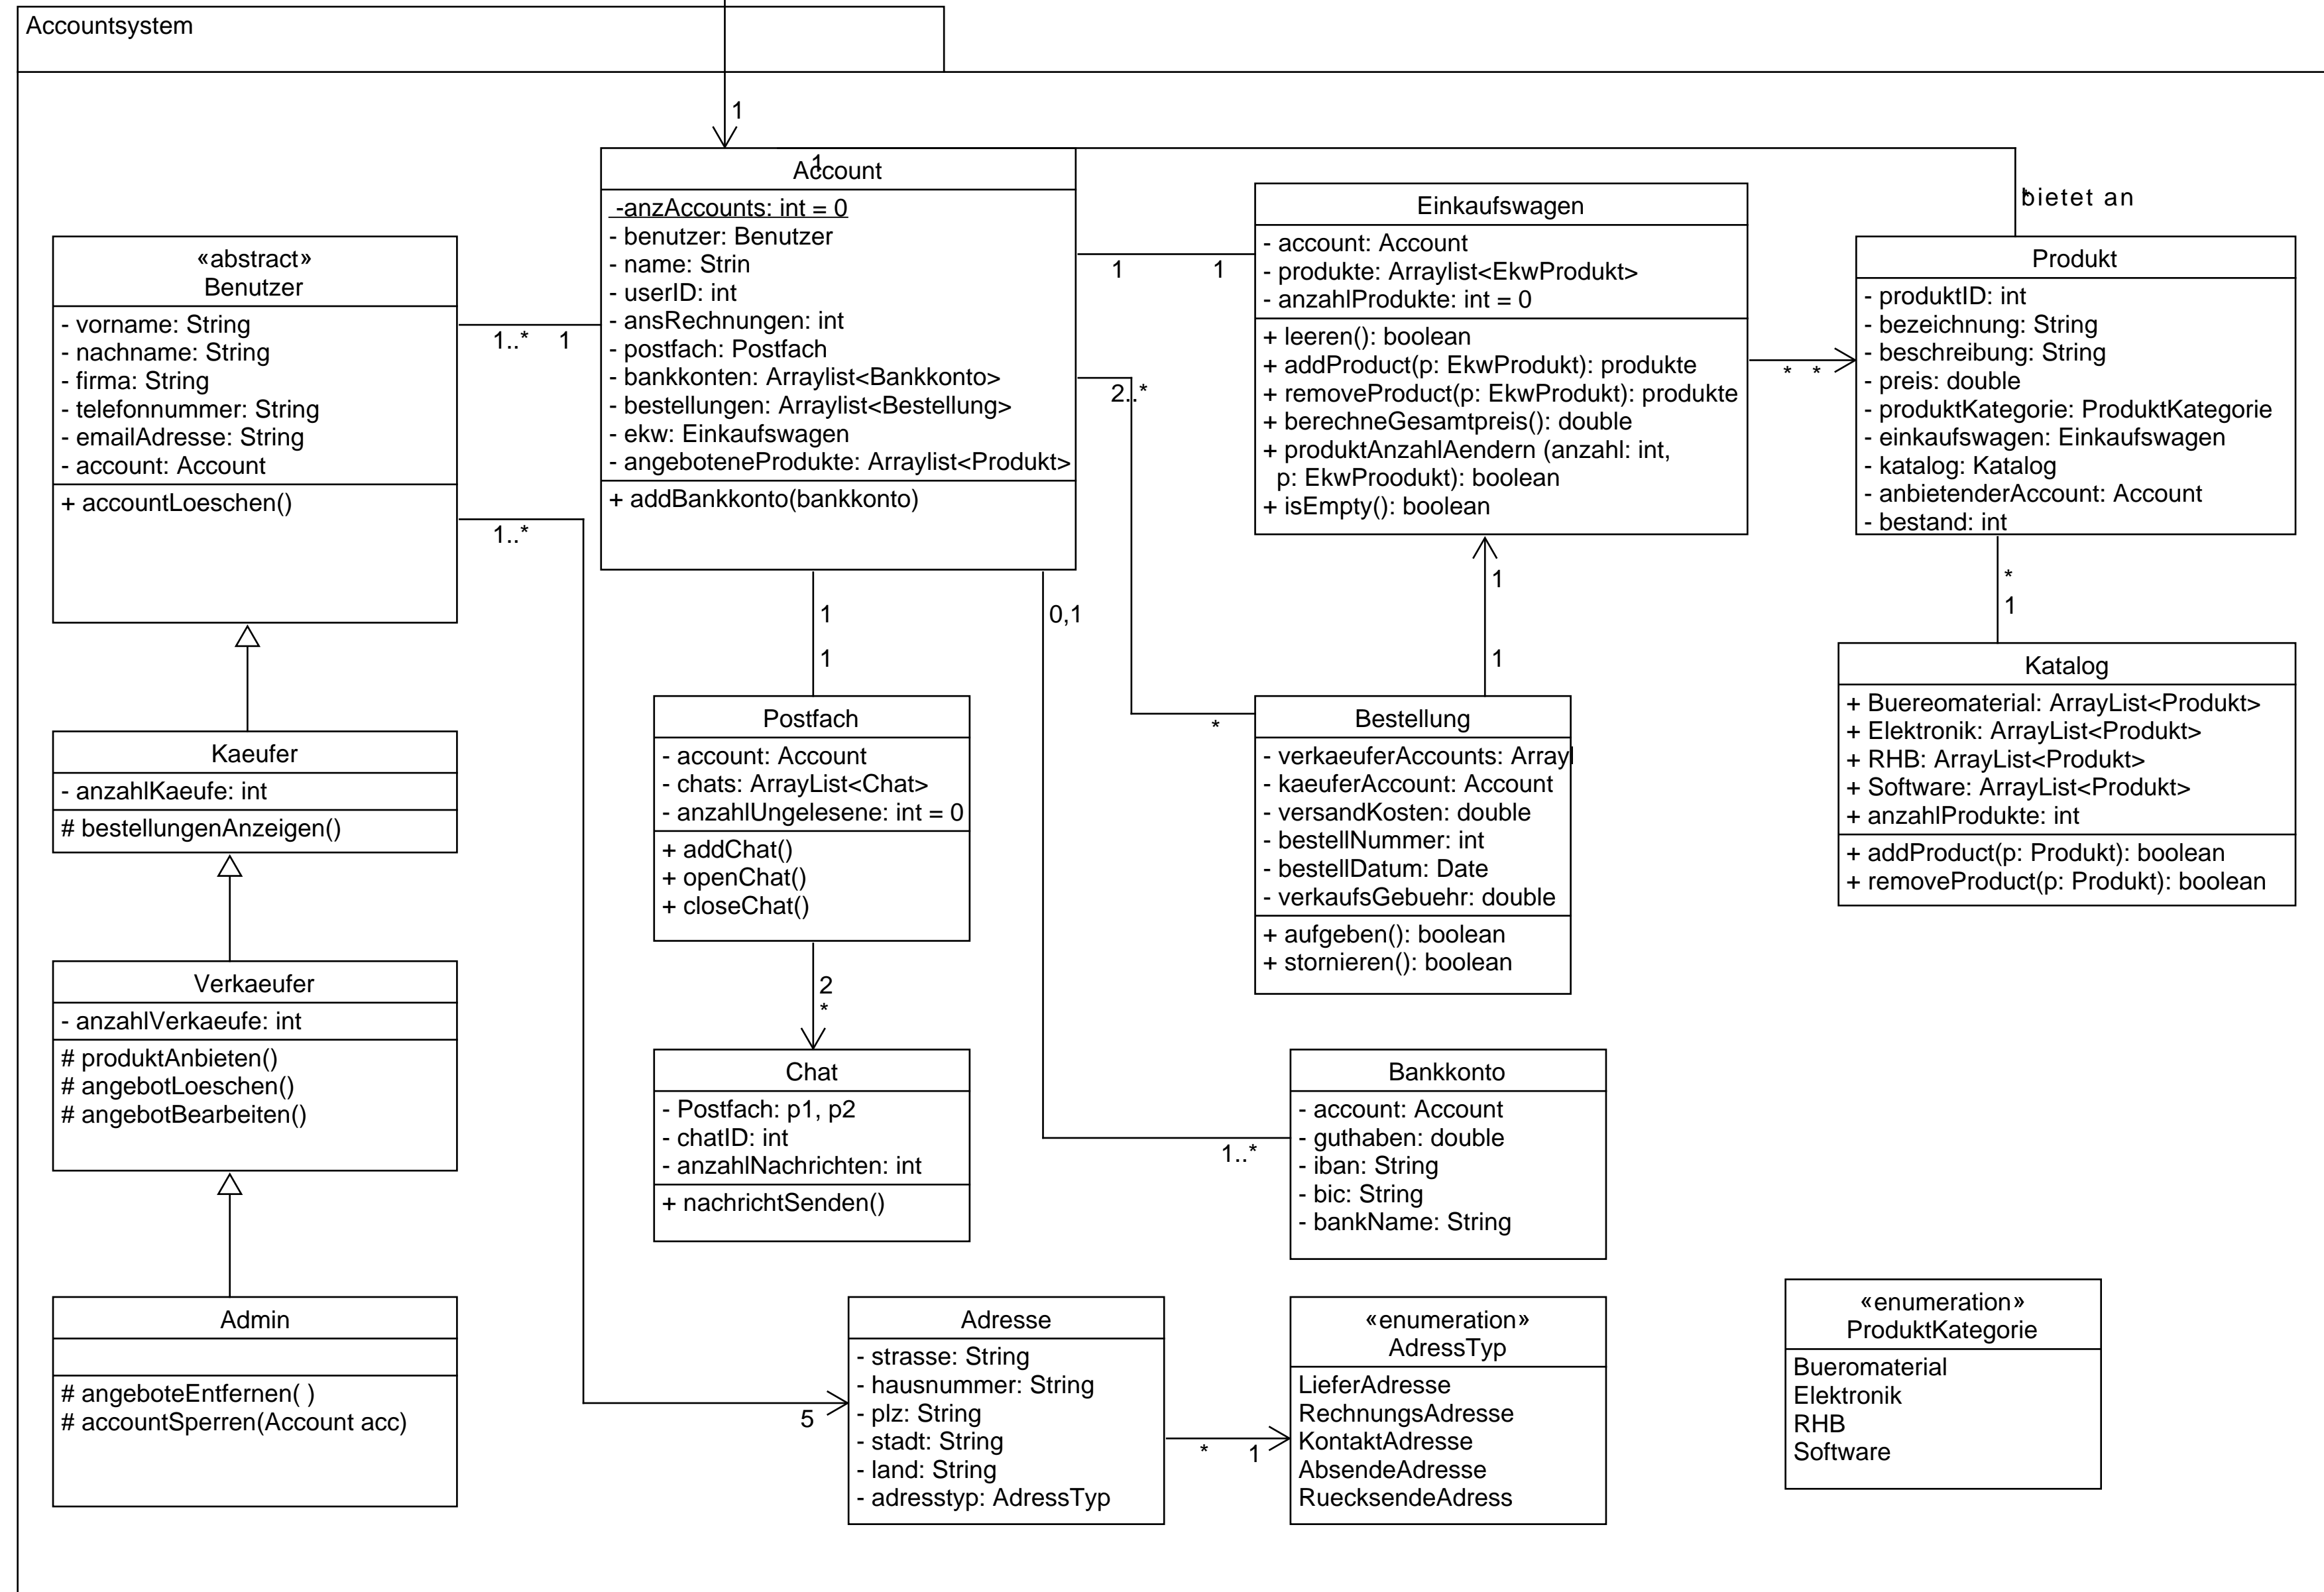 Accountsystem
1
«abstract»
Benutzer
- vorname: String
- nachname: String
- firma: String
- telefonnummer: String
- emailAdresse: String
- account: Account
+ accountLoeschen()
1..*
1
1..*
Kaeufer
- anzahlKaeufe: int
# bestellungenAnzeigen()
Verkaeufer
- anzahlVerkaeufe: int
# produktAnbieten()
# angebotLoeschen()
# angebotBearbeiten()
Admin
# angeboteEntfernen( )
# accountSperren(Account acc)
1
Account
-anzAccounts: int = 0
- benutzer: Benutzer
- name: Strin
- userID: int
- ansRechnungen: int
- postfach: Postfach
- bankkonten: Arraylist<Bankkonto>
- bestellungen: Arraylist<Bestellung>
- ekw: Einkaufswagen
- angeboteneProdukte: Arraylist<Produkt>
+ addBankkonto(bankkonto)
1
1
2..*
*
0,1
1..*
1
1
Postfach
- account: Account
- chats: ArrayList<Chat>
- anzahlUngelesene: int = 0
+ addChat()
+ openChat()
+ closeChat()
2
*
Chat
- Postfach: p1, p2
- chatID: int
- anzahlNachrichten: int
+ nachrichtSenden()
5
Adresse
- strasse: String
- hausnummer: String
- plz: String
- stadt: String
- land: String
- adresstyp: AdressTyp
*
1
Einkaufswagen
- account: Account
- produkte: Arraylist<EkwProdukt>
- anzahlProdukte: int = 0
+ leeren(): boolean
+ addProduct(p: EkwProdukt): produkte
+ removeProduct(p: EkwProdukt): produkte
+ berechneGesamtpreis(): double
+ produktAnzahlAendern (anzahl: int,
p: EkwProodukt): boolean
+ isEmpty(): boolean
* *
1
1
Bestellung
- verkaeuferAccounts: Arrayl
- kaeuferAccount: Account
- versandKosten: double
- bestellNummer: int
- bestellDatum: Date
- verkaufsGebuehr: double
+ aufgeben(): boolean
+ stornieren(): boolean
Bankkonto
- account: Account
- guthaben: double
- iban: String
- bic: String
- bankName: String
«enumeration»
AdressTyp
LieferAdresse
RechnungsAdresse
KontaktAdresse
AbsendeAdresse
RuecksendeAdress
*
bietet an
Produkt
- produktID: int
- bezeichnung: String
- beschreibung: String
- preis: double
- produktKategorie: ProduktKategorie
- einkaufswagen: Einkaufswagen
- katalog: Katalog
- anbietenderAccount: Account
- bestand: int
*
1
Katalog
+ Buereomaterial: ArrayList<Produkt>
+ Elektronik: ArrayList<Produkt>
+ RHB: ArrayList<Produkt>
+ Software: ArrayList<Produkt>
+ anzahlProdukte: int
+ addProduct(p: Produkt): boolean
+ removeProduct(p: Produkt): boolean
«enumeration»
ProduktKategorie
Bueromaterial
Elektronik
RHB
Software